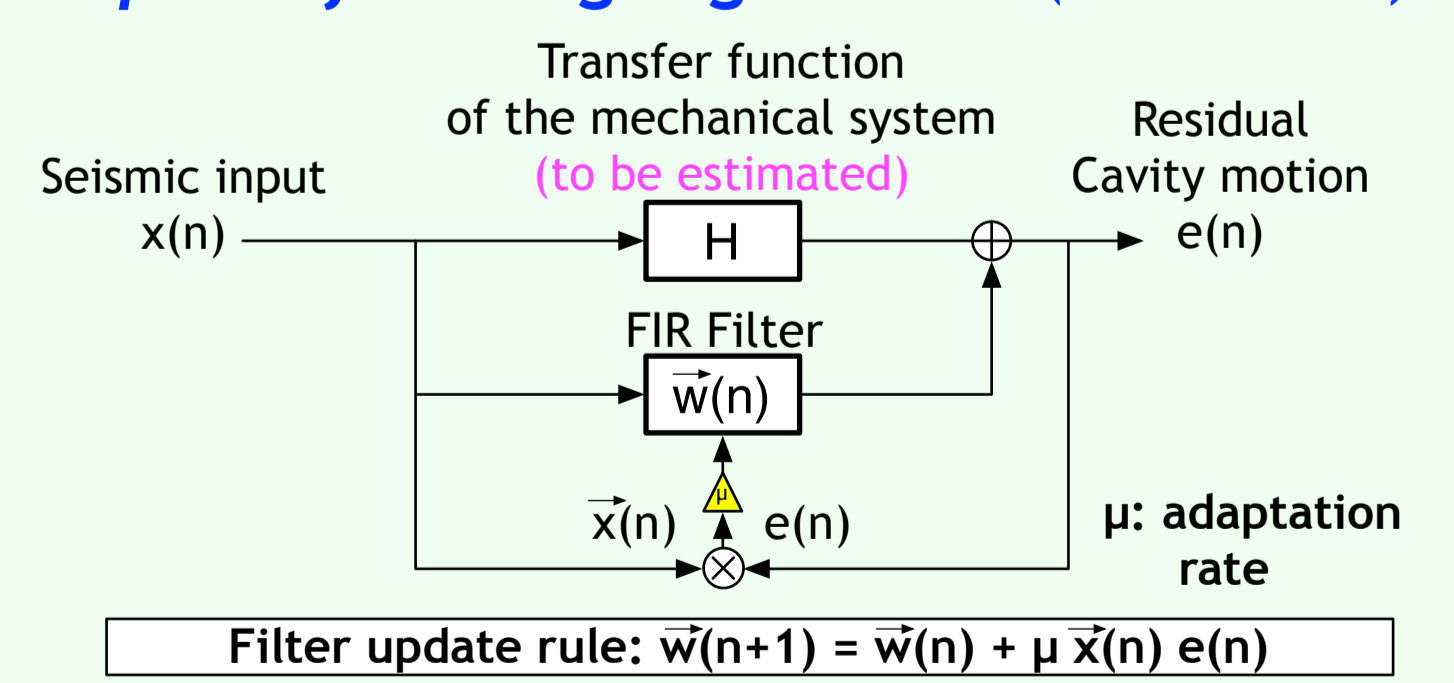 Transfer function
of the mechanical system
(to be estimated)
Residual
Cavity motion
e(n)
Seismic input
x(n)
H
FIR Filter
w(n)
μ
x(n)
e(n)
μ: adaptation
rate
Filter update rule: w(n+1) = w(n) + μ x(n) e(n)